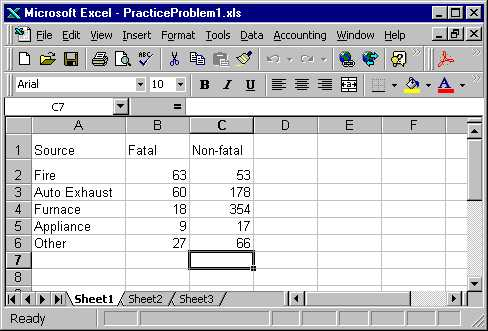 Microsoft Excel - PracticeProblem1.xls
File Edit View Insert Format Tools Data Accounting Window Help
ABC
Arial 10 B I U
C7 =
A B C D E F
1 Source Fatal Non-fatal
2 Fire 63 53
3 Auto Exhaust 60 178
4 Furnace 18 354
5 Appliance 9 17
6 Other 27 66
7
8
Sheet1 Sheet2 Sheet3
Ready